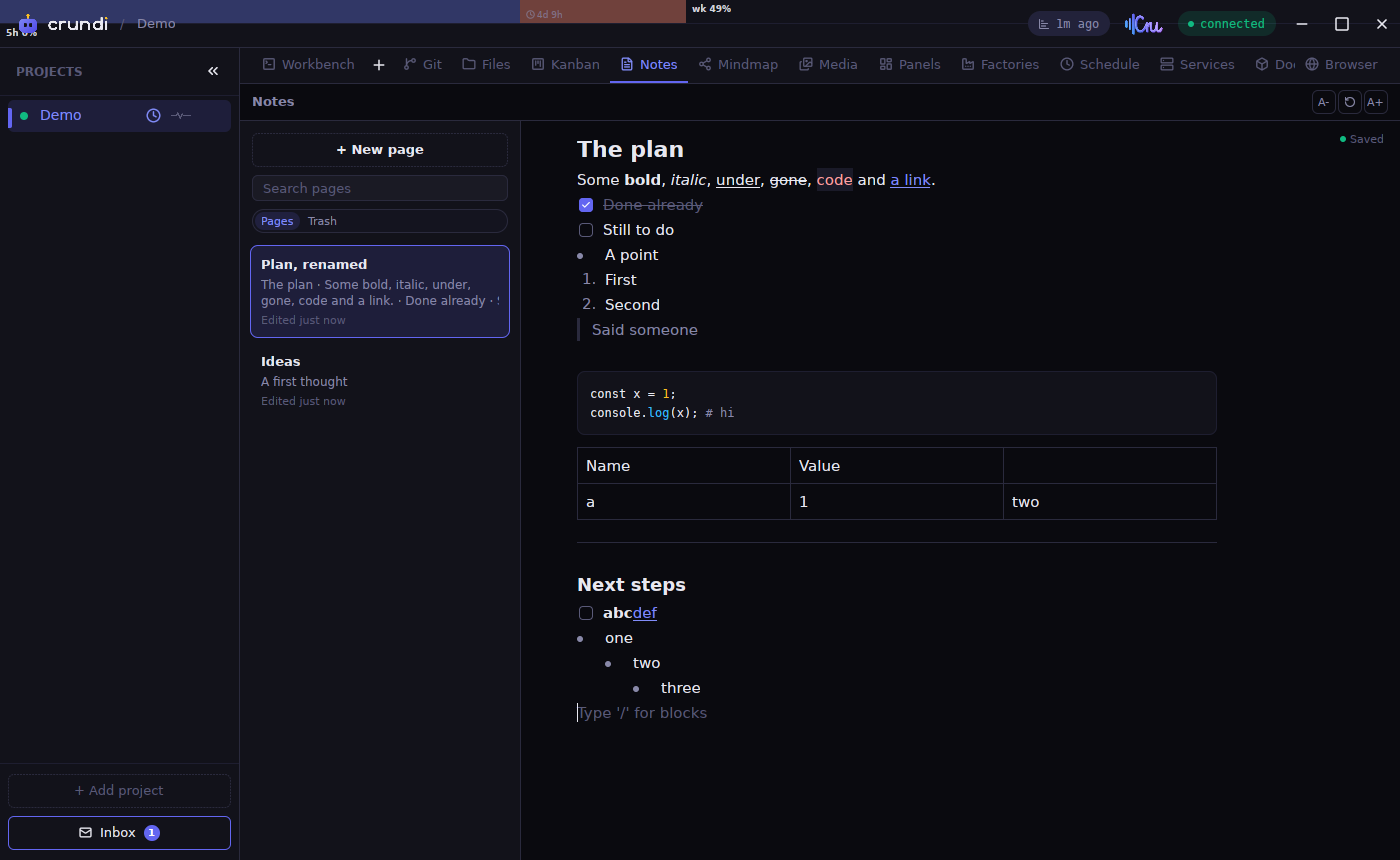 4d 9h
wk 49%
5h
crundi / Demo
1m ago
connected
PROJECTS
Workbench
Git
Files
Kanban
Notes
Mindmap
Media
Panels
Factories
Schedule
Services
Doc
Browser
Demo
Notes
A-
A+
+ New page
Search pages
Pages
Trash
Plan, renamed
The plan · Some bold, italic, under,
gone, code and a link. · Done already ·
Edited just now
Ideas
A first thought
Edited just now
Saved
The plan
Some bold, italic, under, gone, code and a link.
Done already
Still to do
• A point
1. First
2. Second
Said someone
const x = 1;
console.log(x); # hi
Name Value
a 1 two
Next steps
abcdef
• one
• two
• three
Type '/' for blocks
+ Add project
Inbox 1